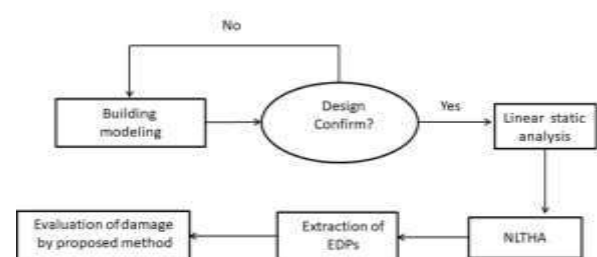 No
Building
modeling
Design
Confirm?
Yes
Linear static
analysis
Evaluation of damage
by proposed method
Extraction of
EDPs
NLTHA